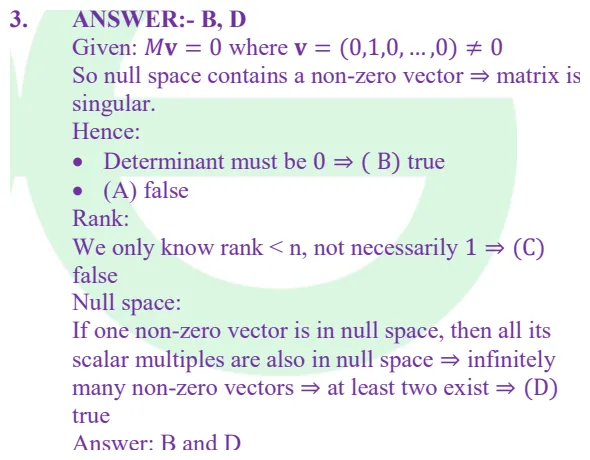 3. ANSWER:- B, D
Given: 𝑀𝐯 = 0 where 𝐯 = (0,1,0, … ,0) ≠ 0
So null space contains a non-zero vector ⇒ matrix is
singular.
Hence:
• Determinant must be 0 ⇒ ( B) true
• (A) false
Rank:
We only know rank < n, not necessarily 1 ⇒ (C)
false
Null space:
If one non-zero vector is in null space, then all its
scalar multiples are also in null space ⇒ infinitely
many non-zero vectors ⇒ at least two exist ⇒ (D)
true
Answer: B and D